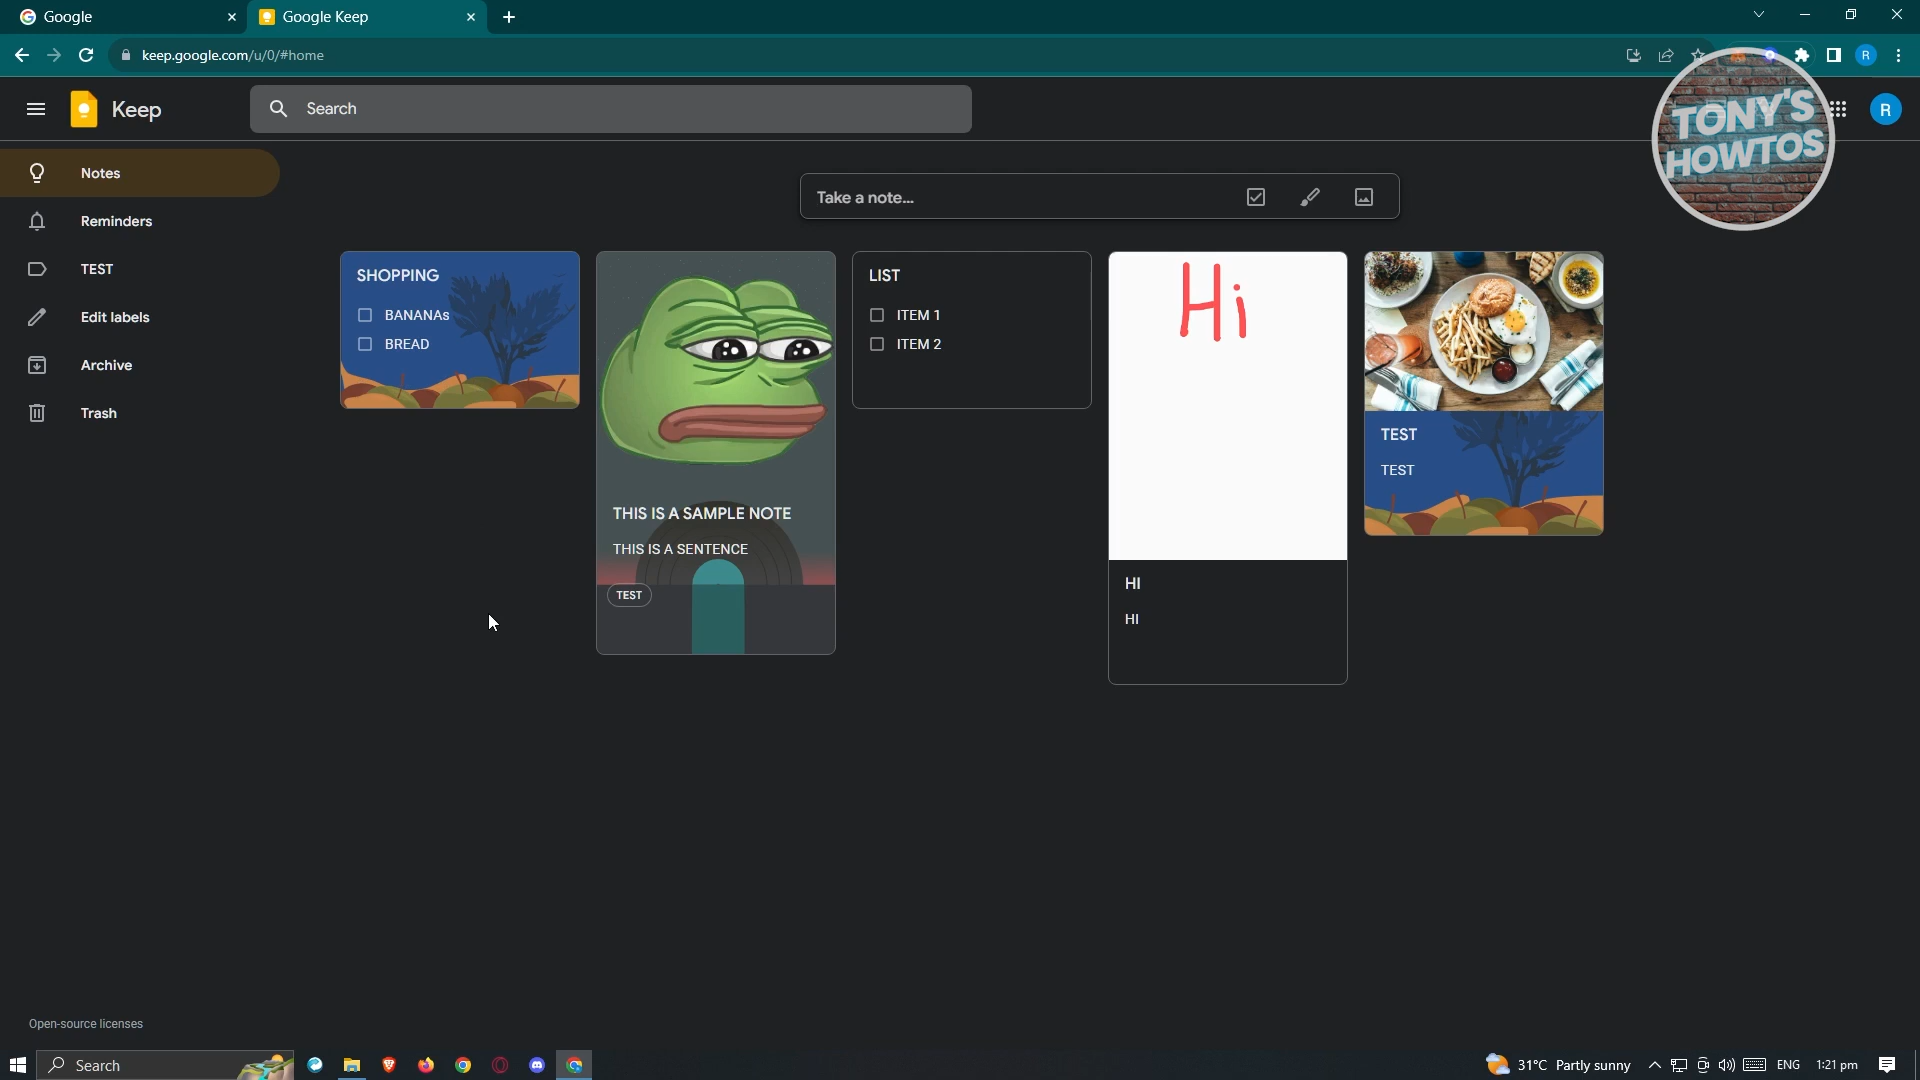 Google
Google Keep
keep.google.com/u/0/#home
R
Keep
Search
R
TONY'S
HOWTOS
Notes
Reminders
TEST
Edit labels
Archive
Trash
Take a note...
SHOPPING
BANANAs
BREAD
THIS IS A SAMPLE NOTE
THIS IS A SENTENCE
TEST
LIST
ITEM 1
ITEM 2
Hi
HI
HI
TEST
TEST
Open-source licenses
Search
31°C Partly sunny
ENG
1:21 pm